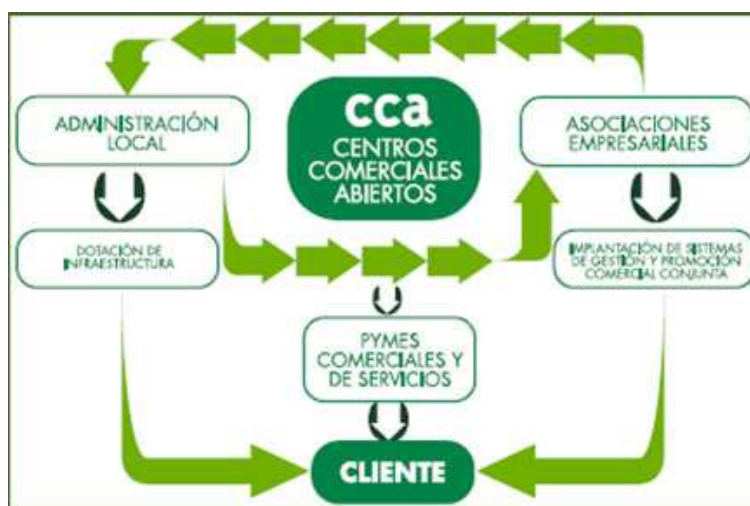 cca
CENTROS
COMERCIALES
ABIERTOS
ADMINISTRACIÓN
LOCAL
ASOCIACIONES
EMPRESARIALES
DOTACIÓN DE
INFRAESTRUCTURA
IMPLANTACIÓN DE SISTEMAS
DE GESTIÓN Y PROMOCIÓN
COMERCIAL CONJUNTA
PYMES
COMERCIALES Y
DE SERVICIOS
CLIENTE